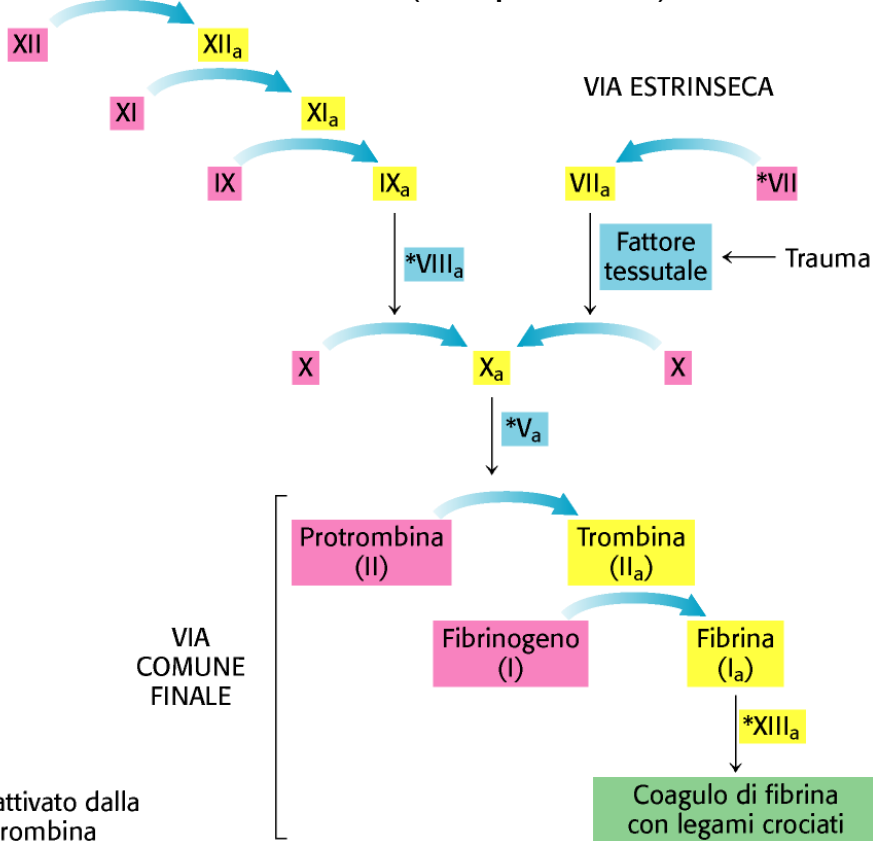 XII
XIIa
XI
XIa
VIA ESTRINSECA
IX
IXa
VIIa
*VII
*VIIIa
Fattore
tessutale
Trauma
X
Xa
X
*Va
Protrombina
(II)
Trombina
(IIa)
VIA
COMUNE
FINALE
Fibrinogeno
(I)
Fibrina
(Ia)
*XIIIa
attivato dalla
trombina
Coagulo di fibrina
con legami crociati